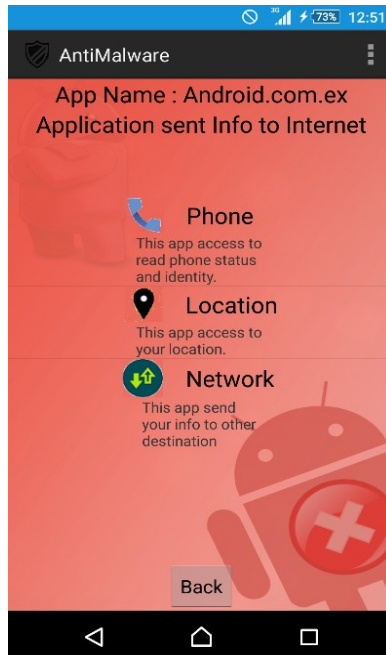 3G 73% 12:51
AntiMalware
App Name : Android.com.ex
Application sent Info to Internet
Phone
This app access to
read phone status
and identity.
Location
This app access to
your location.
Network
This app send
your info to other
destination
Back